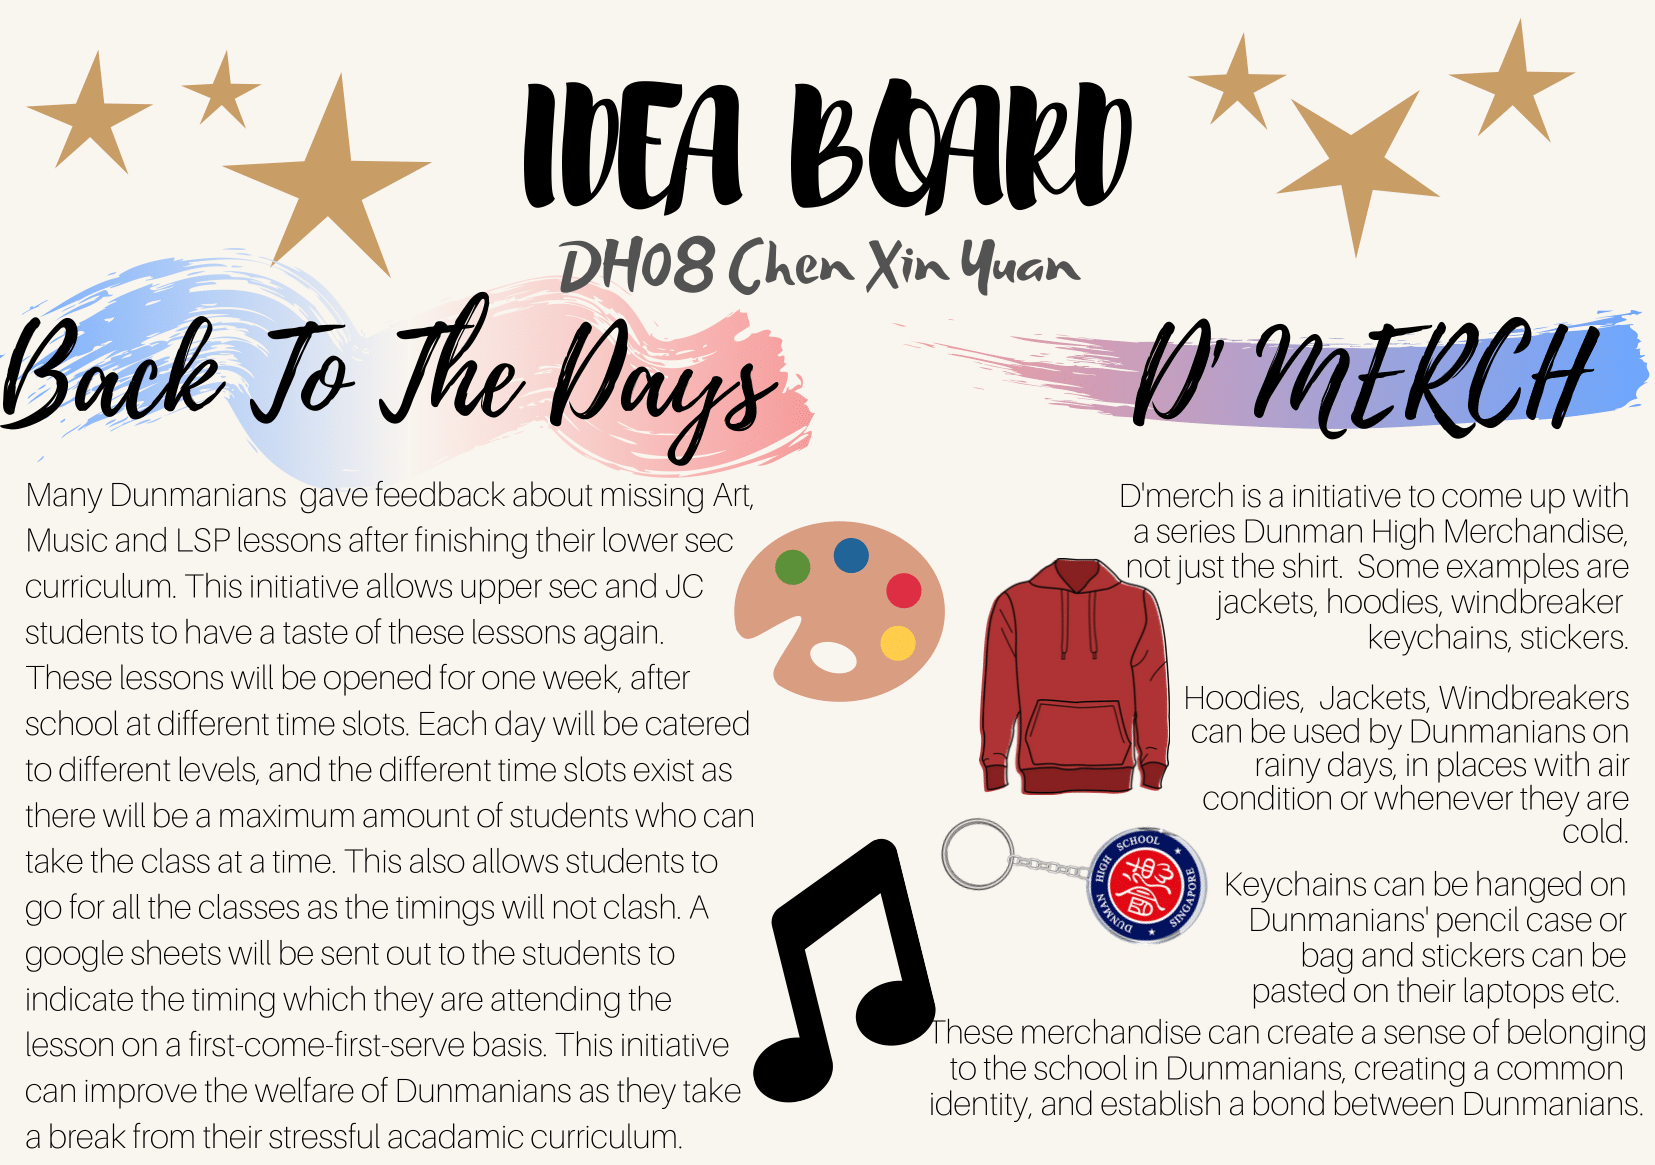 IDEA BOARD
DH08 Chen Xin Yuan
Back To The Days
Many Dunmanians  gave feedback about missing Art,
Music and LSP lessons after finishing their lower sec
curriculum. This initiative allows upper sec and JC
students to have a taste of these lessons again.
These lessons will be opened for one week, after
school at different time slots. Each day will be catered
to different levels, and the different time slots exist as
there will be a maximum amount of students who can
take the class at a time. This also allows students to
go for all the classes as the timings will not clash. A
google sheets will be sent out to the students to
indicate the timing which they are attending the
lesson on a first-come-first-serve basis. This initiative
can improve the welfare of Dunmanians as they take
a break from their stressful acadamic curriculum.
D' MERCH
D'merch is a initiative to come up with
a series Dunman High Merchandise,
not just the shirt.  Some examples are
jackets, hoodies, windbreaker
keychains, stickers.
Hoodies,  Jackets, Windbreakers
can be used by Dunmanians on
rainy days, in places with air
condition or whenever they are
cold.
DUNMAN HIGH SCHOOL
SINGAPORE
Keychains can be hanged on
Dunmanians' pencil case or
bag and stickers can be
pasted on their laptops etc.
These merchandise can create a sense of belonging
to the school in Dunmanians, creating a common
identity, and establish a bond between Dunmanians.